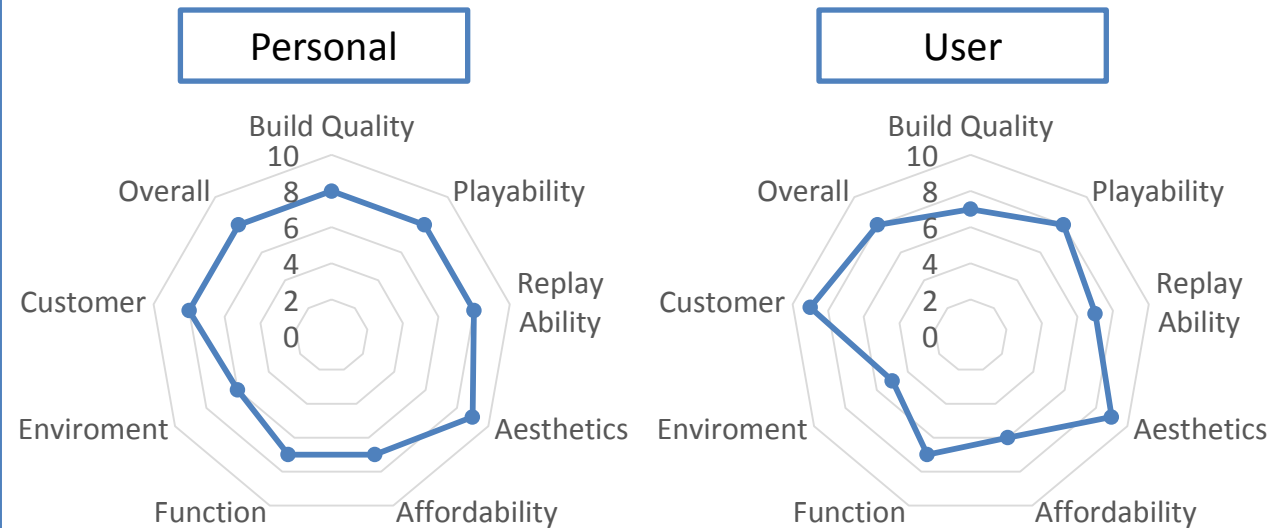 Personal
Build Quality
10
8
6
4
2
0
Overall
Playability
Customer
Replay
Ability
Enviroment
Aesthetics
Function
Affordability
User
Build Quality
10
8
6
4
2
0
Overall
Playability
Customer
Replay
Ability
Enviroment
Aesthetics
Function
Affordability